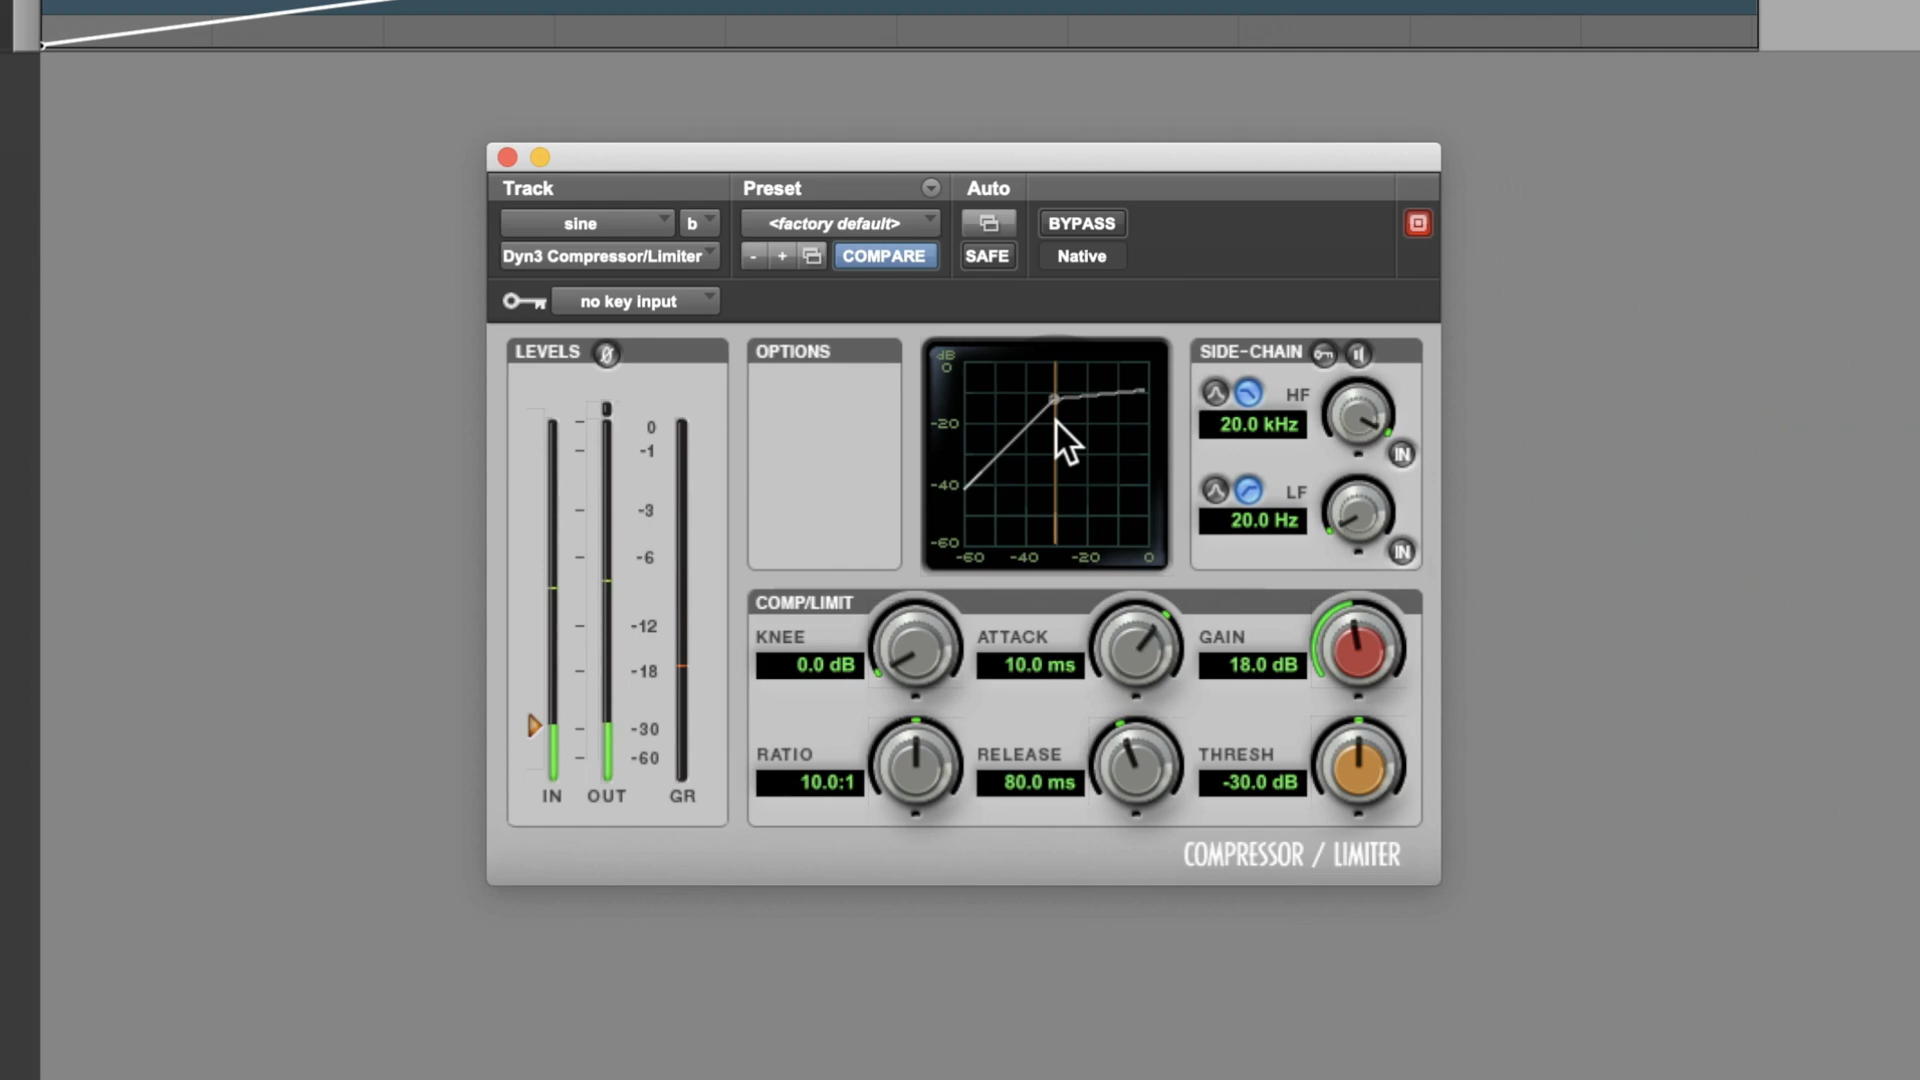 Track
Preset
Auto
sine
b
<factory default>
BYPASS
Dyn3 Compressor/Limiter
-
+
COMPARE
SAFE
Native
no key input
LEVELS
Ø
0
-1
-3
-6
-12
-18
-30
-60
IN
OUT
GR
OPTIONS
dB
0
-20
-40
-60
-60
-40
-20
0
SIDE-CHAIN
HF
20.0 kHz
IN
LF
20.0 Hz
IN
COMP/LIMIT
KNEE
0.0 dB
ATTACK
10.0 ms
GAIN
18.0 dB
RATIO
10.0:1
RELEASE
80.0 ms
THRESH
-30.0 dB
COMPRESSOR / LIMITER